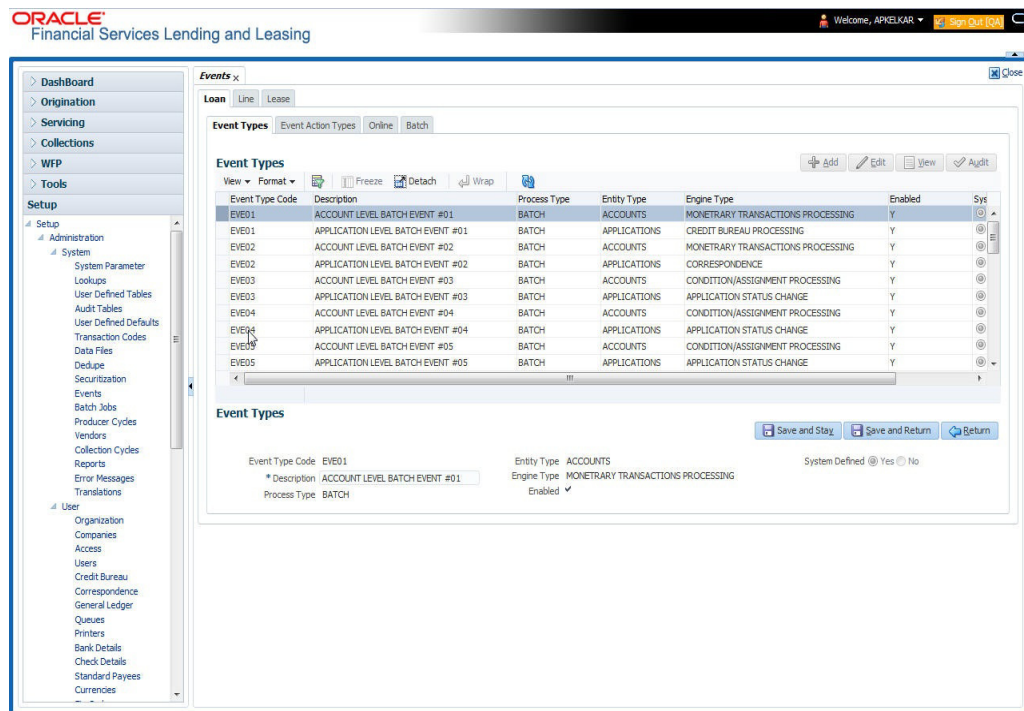 ORACLE
Financial Services Lending and Leasing
Welcome, APKELKAR
Sign Out [QA]
DashBoard
Origination
Servicing
Collections
WFP
Tools
Setup
Setup
Administration
System
System Parameter
Lookups
User Defined Tables
Audit Tables
User Defined Defaults
Transaction Codes
Data Files
Dedupe
Securitization
Events
Batch Jobs
Producer Cycles
Vendors
Collection Cycles
Reports
Error Messages
Translations
User
Organization
Companies
Access
Users
Credit Bureau
Correspondence
General Ledger
Queues
Printers
Bank Details
Check Details
Standard Payees
Currencies
Events X
Close
Loan Line Lease
Event Types Event Action Types Online Batch
Event Types
Add Edit View Audit
View Format Freeze Detach Wrap
Event Type Code Description Process Type Entity Type Engine Type Enabled Sys
EVE01 ACCOUNT LEVEL BATCH EVENT #01 BATCH ACCOUNTS MONETRARY TRANSACTIONS PROCESSING Y
EVE01 APPLICATION LEVEL BATCH EVENT #01 BATCH APPLICATIONS CREDIT BUREAU PROCESSING Y
EVE02 ACCOUNT LEVEL BATCH EVENT #02 BATCH ACCOUNTS MONETRARY TRANSACTIONS PROCESSING Y
EVE02 APPLICATION LEVEL BATCH EVENT #02 BATCH APPLICATIONS CORRESPONDENCE Y
EVE03 ACCOUNT LEVEL BATCH EVENT #03 BATCH ACCOUNTS CONDITION/ASSIGNMENT PROCESSING Y
EVE03 APPLICATION LEVEL BATCH EVENT #03 BATCH APPLICATIONS APPLICATION STATUS CHANGE Y
EVE04 ACCOUNT LEVEL BATCH EVENT #04 BATCH ACCOUNTS CONDITION/ASSIGNMENT PROCESSING Y
EVE04 APPLICATION LEVEL BATCH EVENT #04 BATCH APPLICATIONS APPLICATION STATUS CHANGE Y
EVE05 ACCOUNT LEVEL BATCH EVENT #05 BATCH ACCOUNTS CONDITION/ASSIGNMENT PROCESSING Y
EVE05 APPLICATION LEVEL BATCH EVENT #05 BATCH APPLICATIONS APPLICATION STATUS CHANGE Y
Event Types
Save and Stay Save and Return Return
Event Type Code EVE01 Entity Type ACCOUNTS System Defined Yes No
* Description ACCOUNT LEVEL BATCH EVENT #01 Engine Type MONETRARY TRANSACTIONS PROCESSING
Process Type BATCH Enabled